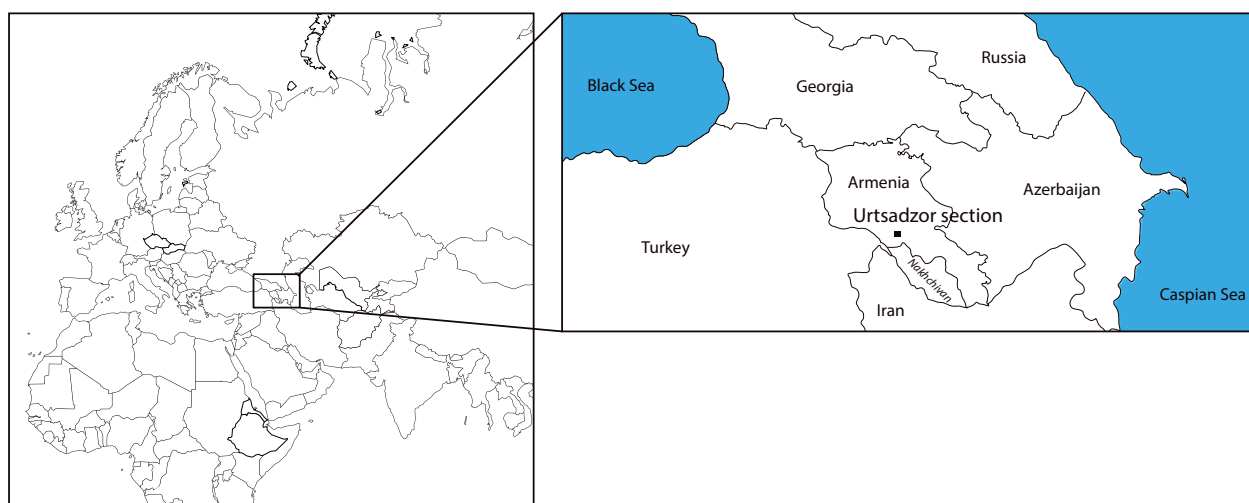 Russia
Black Sea
Georgia
Armenia
Azerbaijan
Urtsadzor section
Turkey
Nakhchivan
Iran
Caspian Sea